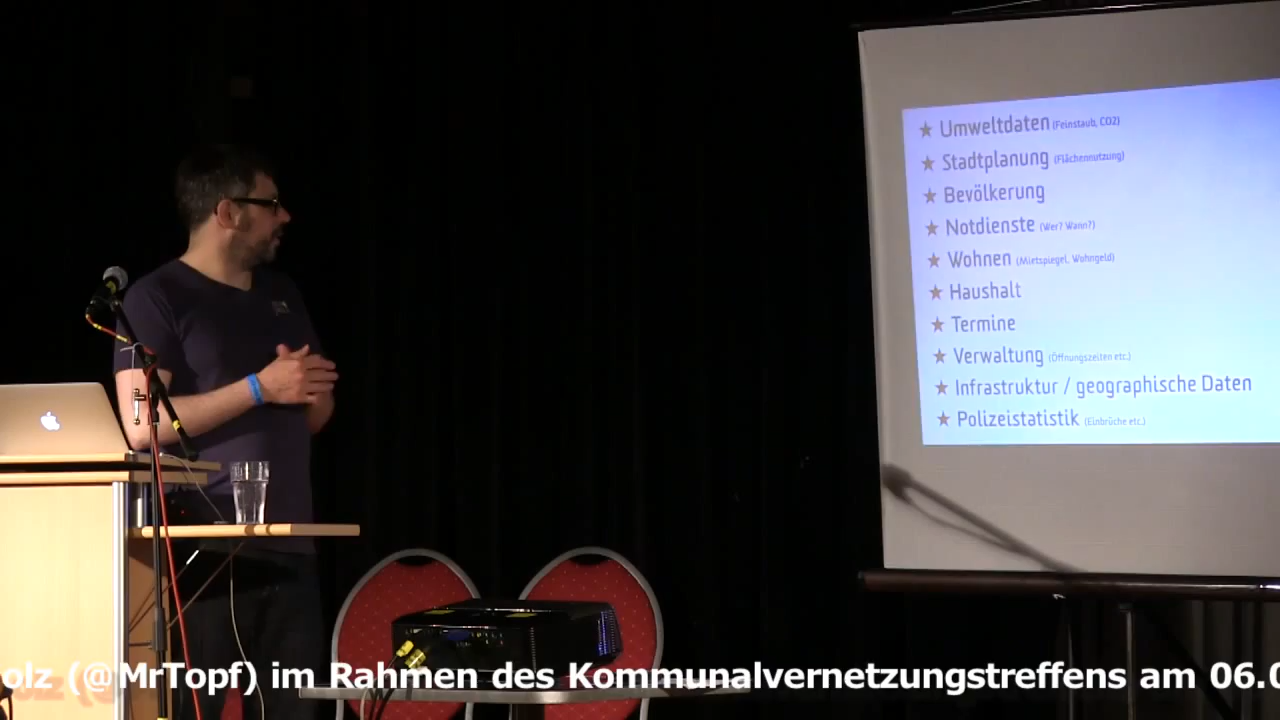 ★ Umweltdaten (Feinstaub, CO2)
★ Stadtplanung (Flächennutzung)
★ Bevölkerung
★ Notdienste (Wer? Wann?)
★ Wohnen (Mietspiegel, Wohngeld)
★ Haushalt
★ Termine
★ Verwaltung (Öffnungszeiten etc.)
★ Infrastruktur / geographische Daten
★ Polizeistatistik (Einbrüche etc.)
olz (@MrTopf) im Rahmen des Kommunalvernetzungstreffens am 06.0